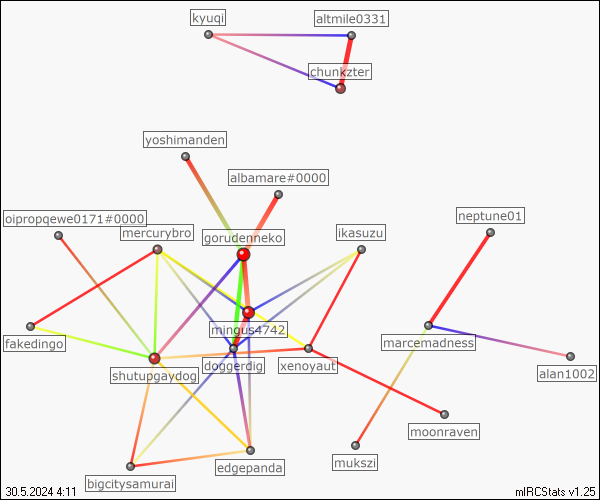 kyuqi
altmile0331
chunkzter
yoshimanden
albamare#0000
oipropqewe0171#0000
mercurybro
gorudenneko
ikasuzu
neptune01
mingus4742
fakedingo
marcemadness
shutupgaydog
doggerdig
xenoyaut
alan1002
moonraven
mukszi
edgepanda
bigcitysamurai
30.5.2024 4:11
mIRCStats v1.25